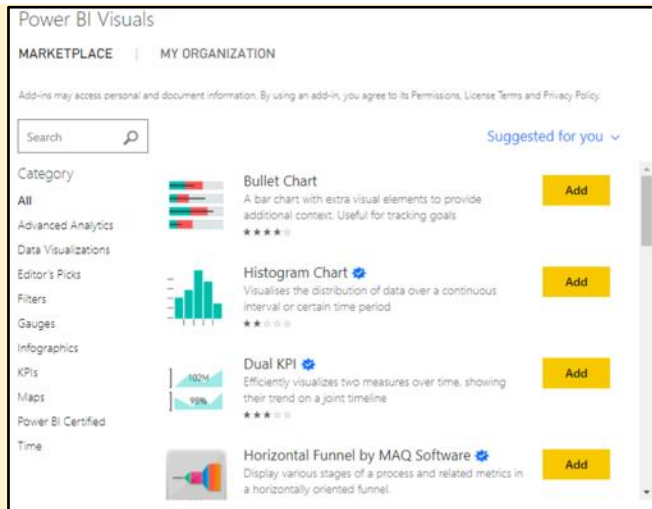 Power BI Visuals
MARKETPLACE | MY ORGANIZATION
Add-ins may access personal and document information. By using an add-in, you agree to its Permissions, License Terms and Privacy Policy.
Search
Suggested for you
Category
All
Advanced Analytics
Data Visualizations
Editor's Picks
Filters
Gauges
Infographics
KPIs
Maps
Power BI Certified
Time
Bullet Chart
A bar chart with extra visual elements to provide
additional context. Useful for tracking goals
Add
Histogram Chart
Visualises the distribution of data over a continuous
interval or certain time period
Add
102M
98%
Dual KPI
Efficiently visualizes two measures over time, showing
their trend on a joint timeline
Add
Horizontal Funnel by MAQ Software
Display various stages of a process and related metrics in
a horizontally oriented funnel.
Add